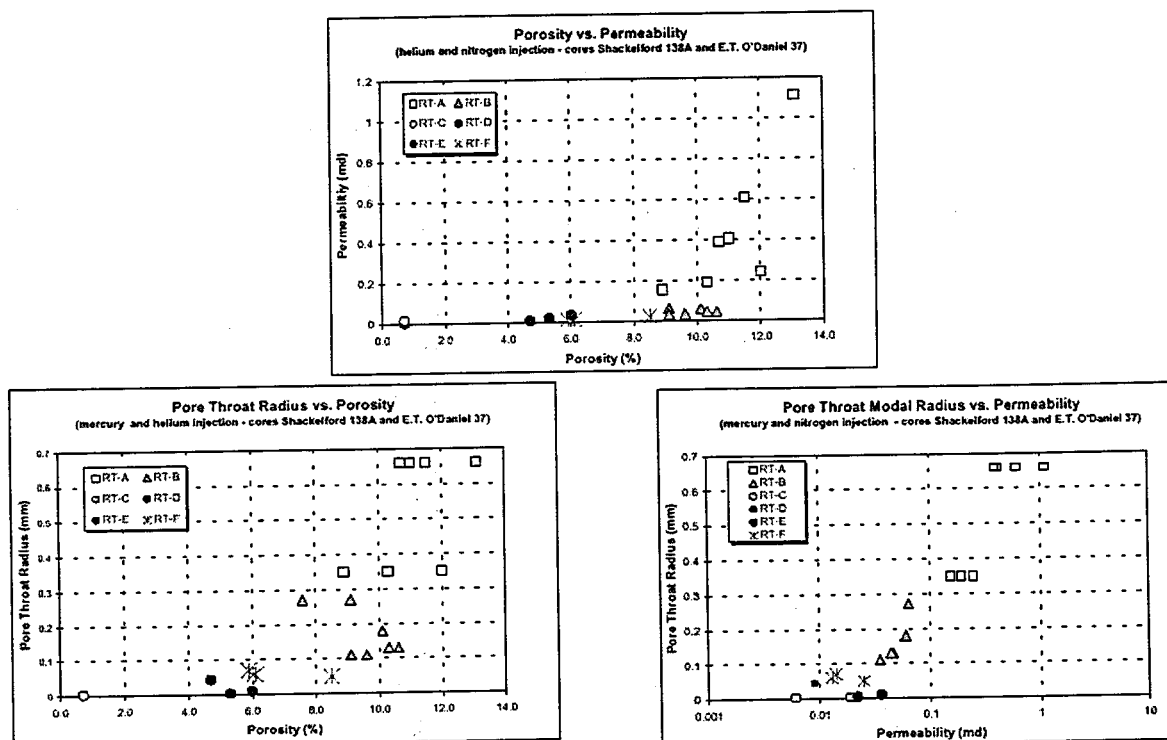 Porosity vs. Permeability
(helium and nitrogen injection - cores Shackelford 138A and E.T. O'Daniel 37)
Permeabiltiy (md)
1.2
1
0.8
0.6
0.4
0.2
0
RT-A RT-B
RT-C RT-D
RT-E RT-F
0.0 2.0 4.0 6.0 8.0 10.0 12.0 14.0
Porosity (%)
Pore Throat Radius vs. Porosity
(mercury and helium injection - cores Shackelford 138A and E.T. O'Daniel 37)
Pore Throat Radius (mm)
0.7
0.6
0.5
0.4
0.3
0.2
0.1
0
RT-A RT-B
RT-C RT-D
RT-E RT-F
0.0 2.0 4.0 6.0 8.0 10.0 12.0 14.0
Porosity (%)
Pore Throat Modal Radius vs. Permeability
(mercury and nitrogen injection - cores Shackelford 138A and E.T. O'Daniel 37)
Pore Throat Radius (mm)
0.7
0.6
0.5
0.4
0.3
0.2
0.1
0
RT-A
RT-B
RT-C
RT-D
RT-E
RT-F
0.001 0.01 0.1 1 10
Permeability (md)